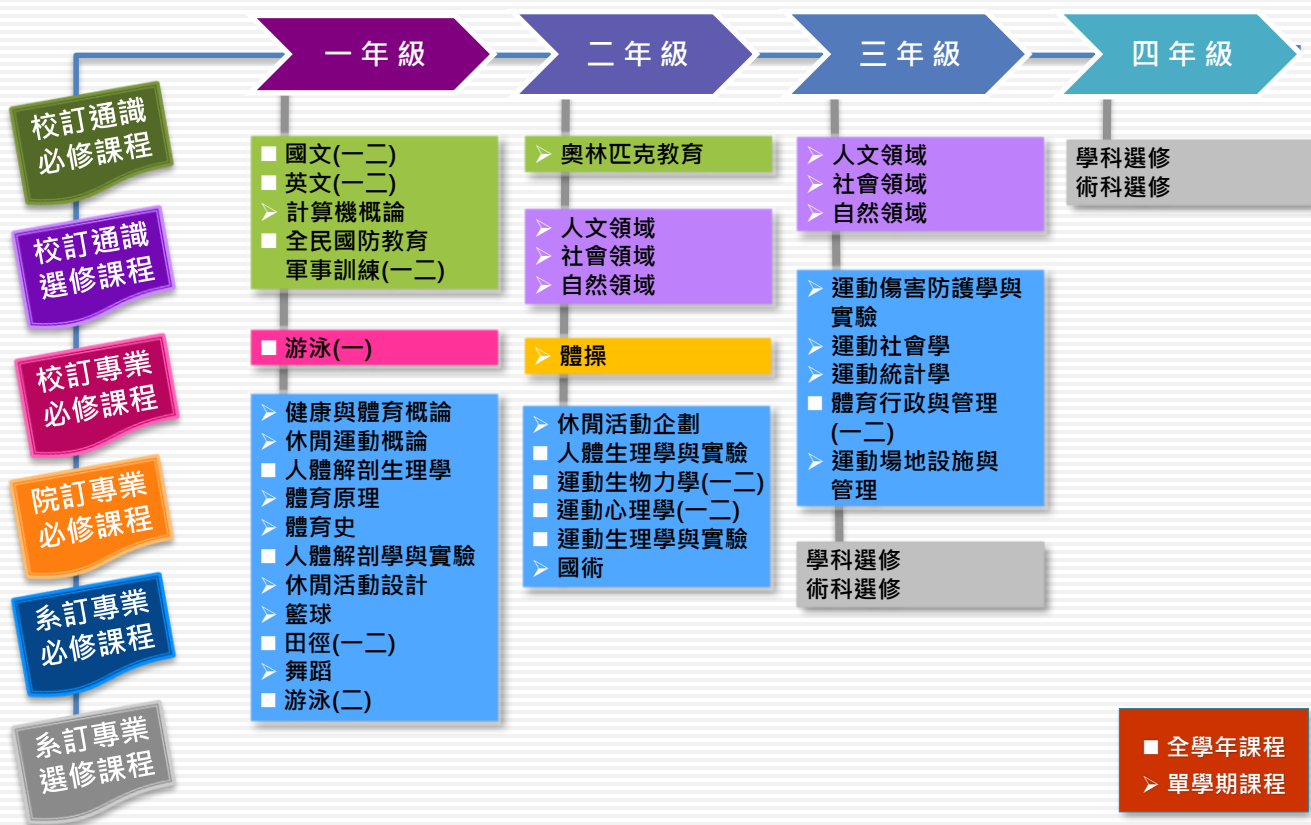 一年級
二年級
三年級
四年級
校訂通識
必修課程
校訂通識
選修課程
校訂專業
必修課程
院訂專業
必修課程
系訂專業
必修課程
系訂專業
選修課程
■ 國文(一二)
■ 英文(一二)
➢ 計算機概論
■ 全民國防教育
軍事訓練(一二)
■ 游泳(一)
➢ 健康與體育概論
➢ 休閒運動概論
■ 人體解剖生理學
➢ 體育原理
➢ 體育史
■ 人體解剖學與實驗
➢ 休閒活動設計
➢ 籃球
■ 田徑(一二)
➢ 舞蹈
■ 游泳(二)
➢ 奧林匹克教育
➢ 人文領域
➢ 社會領域
➢ 自然領域
➢ 體操
➢ 休閒活動企劃
■ 人體生理學與實驗
■ 運動生物力學(一二)
■ 運動心理學(一二)
■ 運動生理學與實驗
➢ 國術
➢ 人文領域
➢ 社會領域
➢ 自然領域
➢ 運動傷害防護學與
實驗
➢ 運動社會學
➢ 運動統計學
■ 體育行政與管理
(一二)
➢ 運動場地設施與
管理
學科選修
術科選修
學科選修
術科選修
■ 全學年課程
➢ 單學期課程